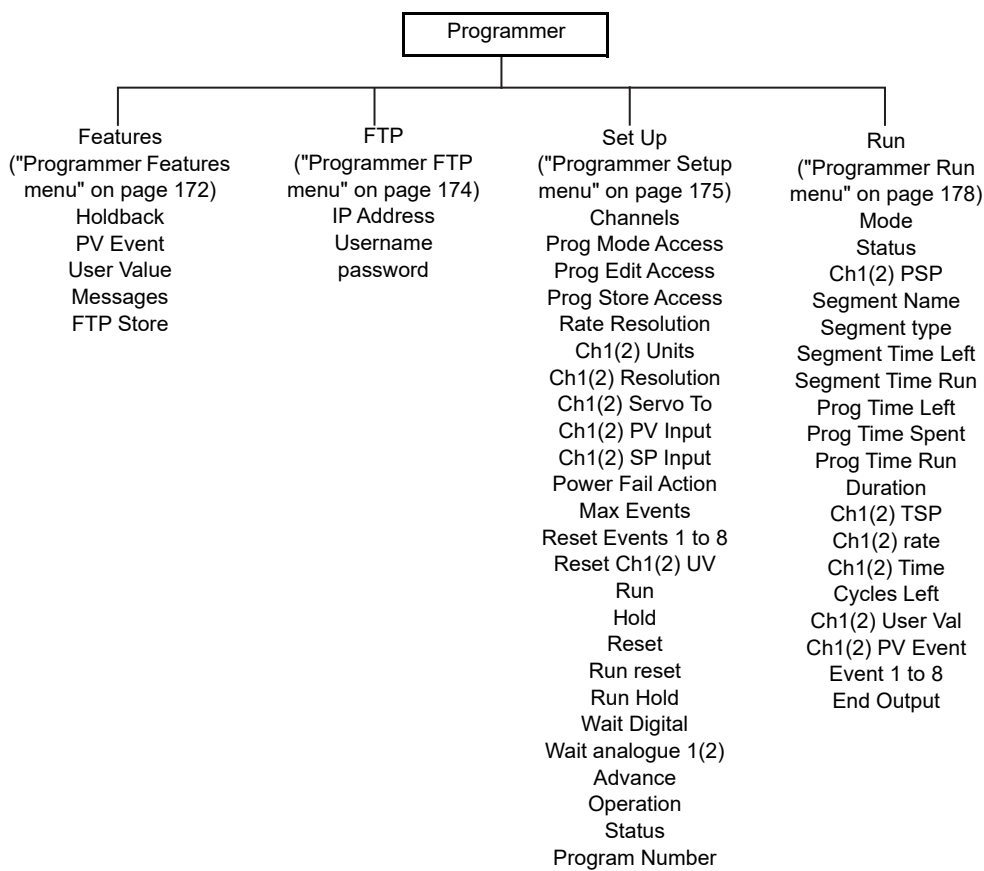 Programmer
Features
("Programmer Features
menu" on page 172)
Holdback
PV Event
User Value
Messages
FTP Store
FTP
("Programmer FTP
menu" on page 174)
IP Address
Username
password
Set Up
("Programmer Setup
menu" on page 175)
Channels
Prog Mode Access
Prog Edit Access
Prog Store Access
Rate Resolution
Ch1(2) Units
Ch1(2) Resolution
Ch1(2) Servo To
Ch1(2) PV Input
Ch1(2) SP Input
Power Fail Action
Max Events
Reset Events 1 to 8
Reset Ch1(2) UV
Run
Hold
Reset
Run reset
Run Hold
Wait Digital
Wait analogue 1(2)
Advance
Operation
Status
Program Number
Run
("Programmer Run
menu" on page 178)
Mode
Status
Ch1(2) PSP
Segment Name
Segment type
Segment Time Left
Segment Time Run
Prog Time Left
Prog Time Spent
Prog Time Run
Duration
Ch1(2) TSP
Ch1(2) rate
Ch1(2) Time
Cycles Left
Ch1(2) User Val
Ch1(2) PV Event
Event 1 to 8
End Output